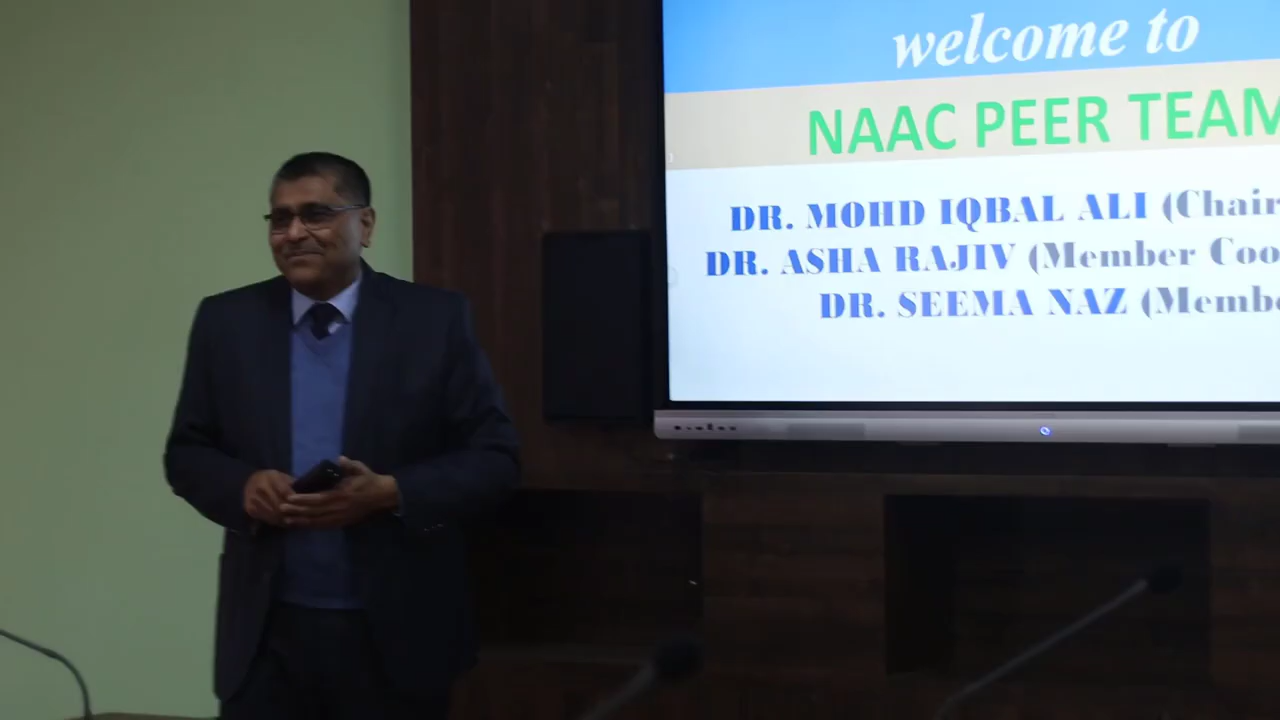 welcome to
NAAC PEER TEAM
DR. MOHD IQBAL ALI (Chair
DR. ASHA RAJIV (Member Coo
DR. SEEMA NAZ (Membe